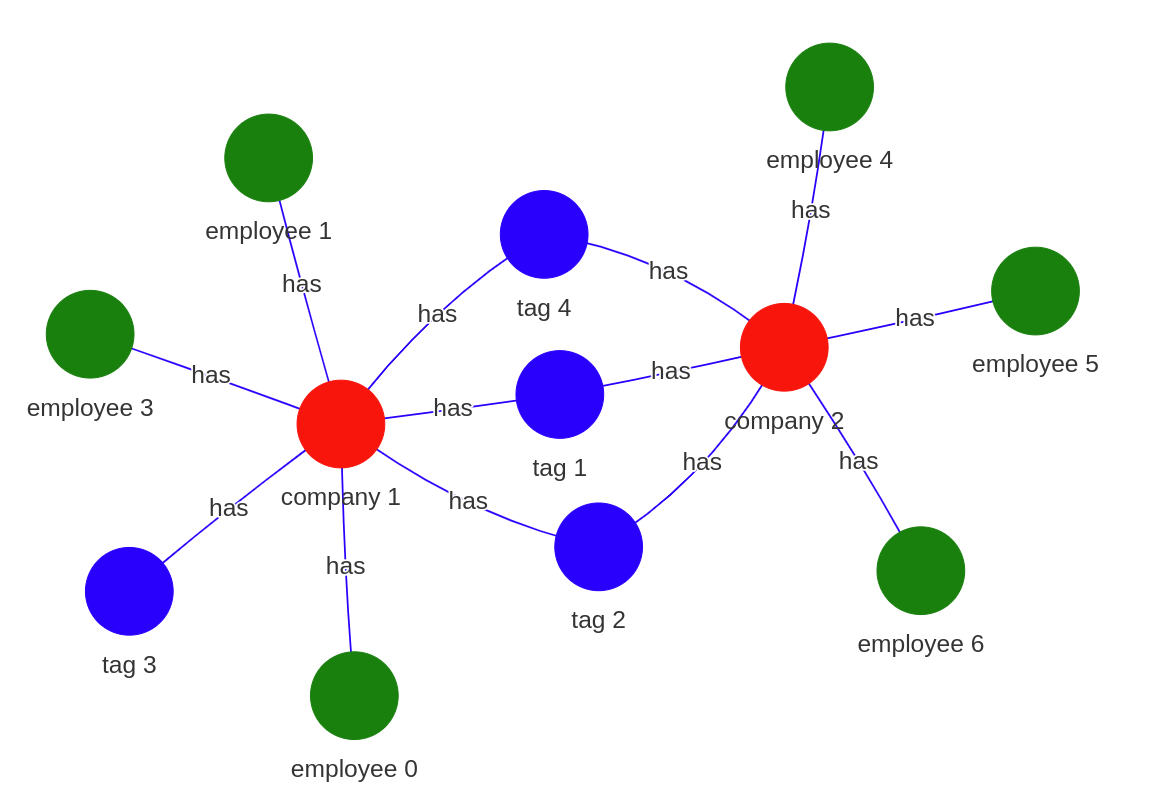 employee 4
has
employee 1
has
has
tag 4
has
has
employee 5
has
has
employee 3
has
has
company 2
tag 1
has
has
company 1
has
has
has
tag 2
employee 6
tag 3
employee 0